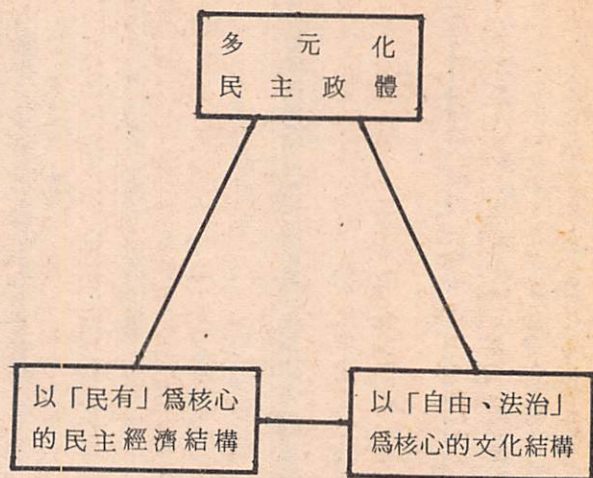 多元化
民主政體
以「民有」爲核心
的民主經濟結構
以「自由、法治」
爲核心的文化結構